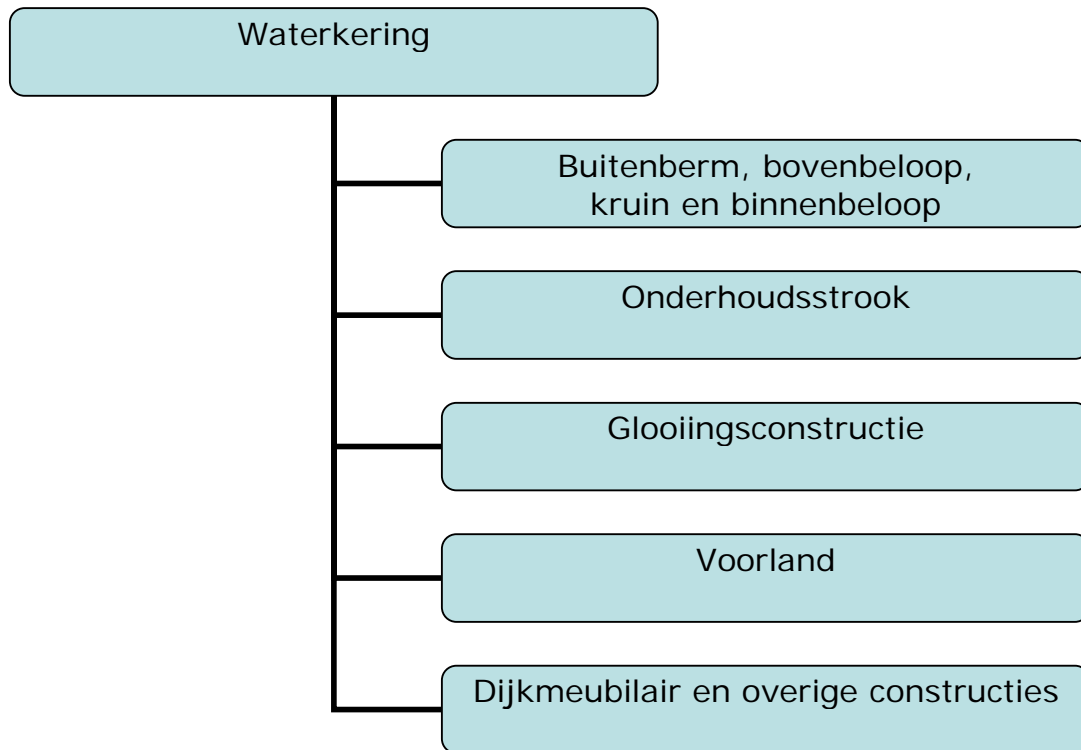 Waterkering
Buitenberm, bovenbeloop,
kruin en binnenbeloop
Onderhoudsstrook
Glooiingsconstructie
Voorland
Dijkmeubilair en overige constructies